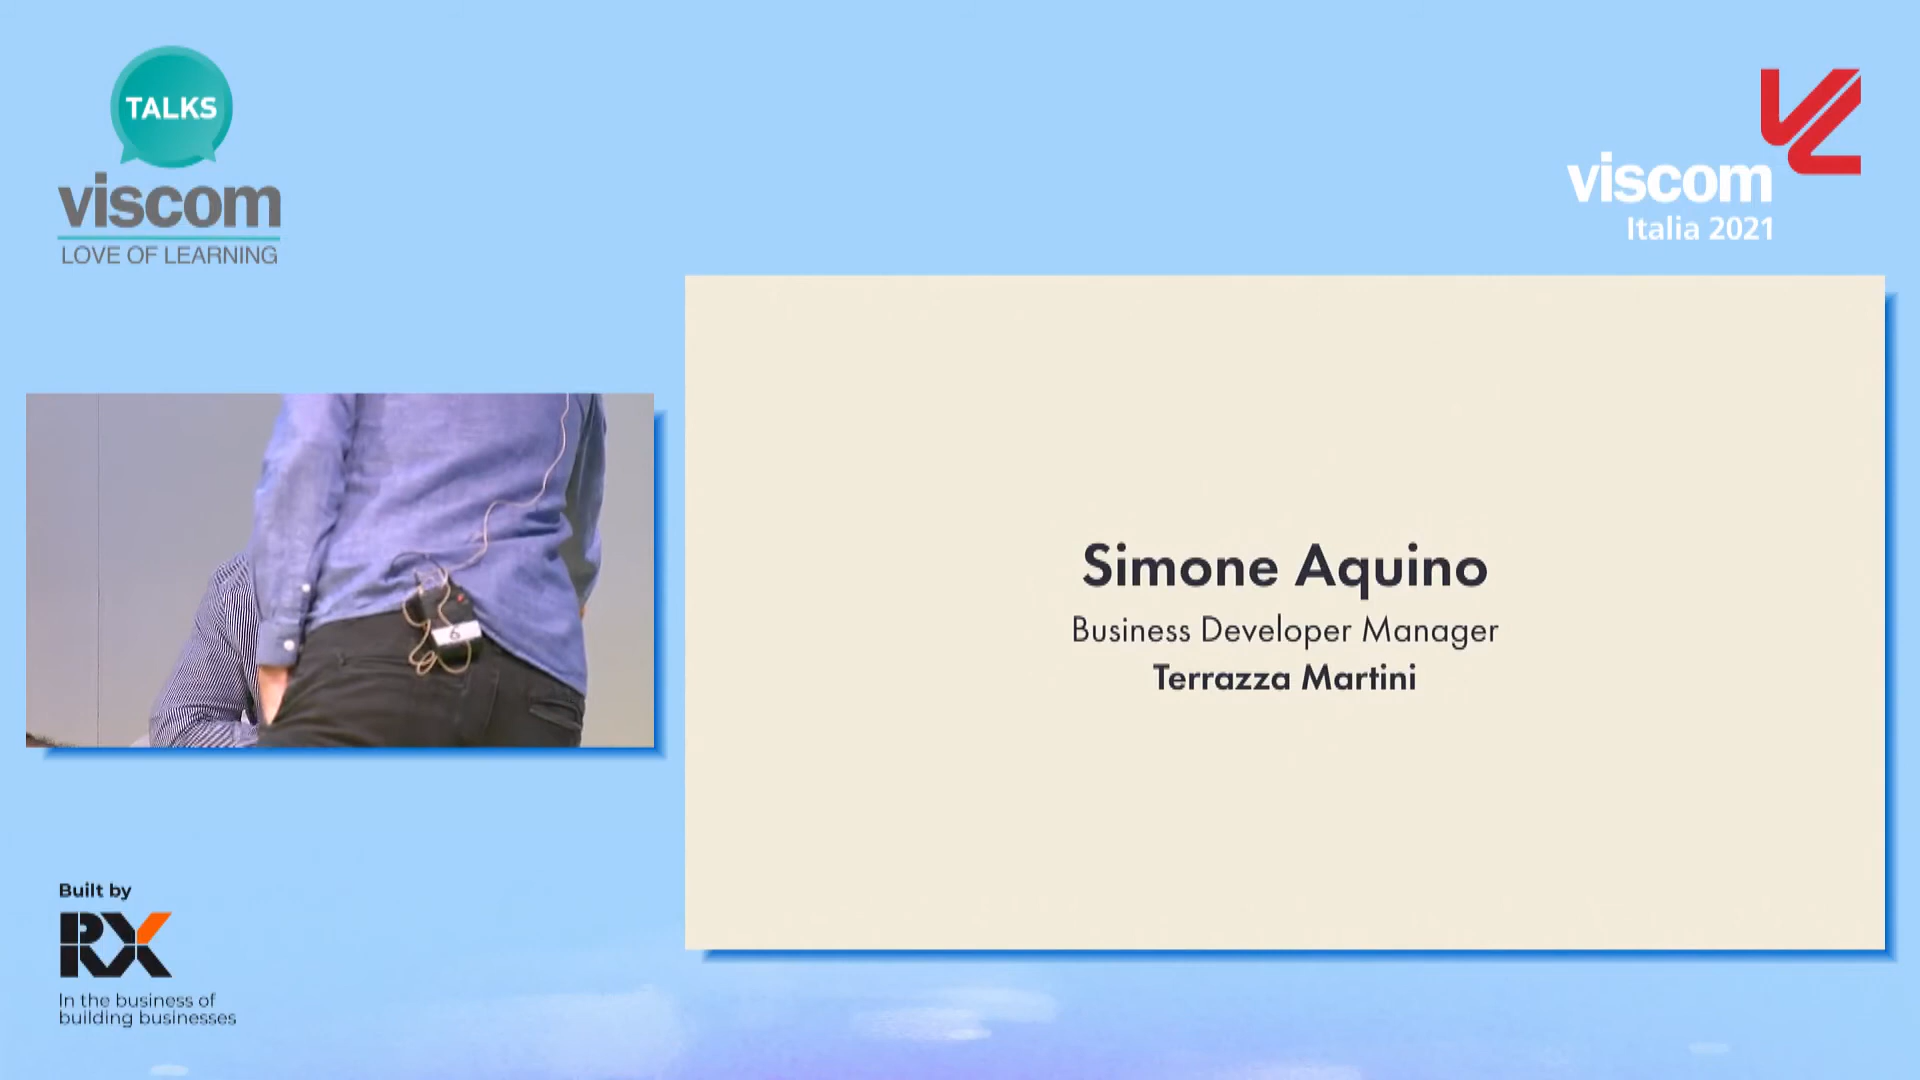 TALKS
viscom
LOVE OF LEARNING
viscom
Italia 2021
6
Simone Aquino
Business Developer Manager
Terrazza Martini
Built by
RX
In the business of
building businesses